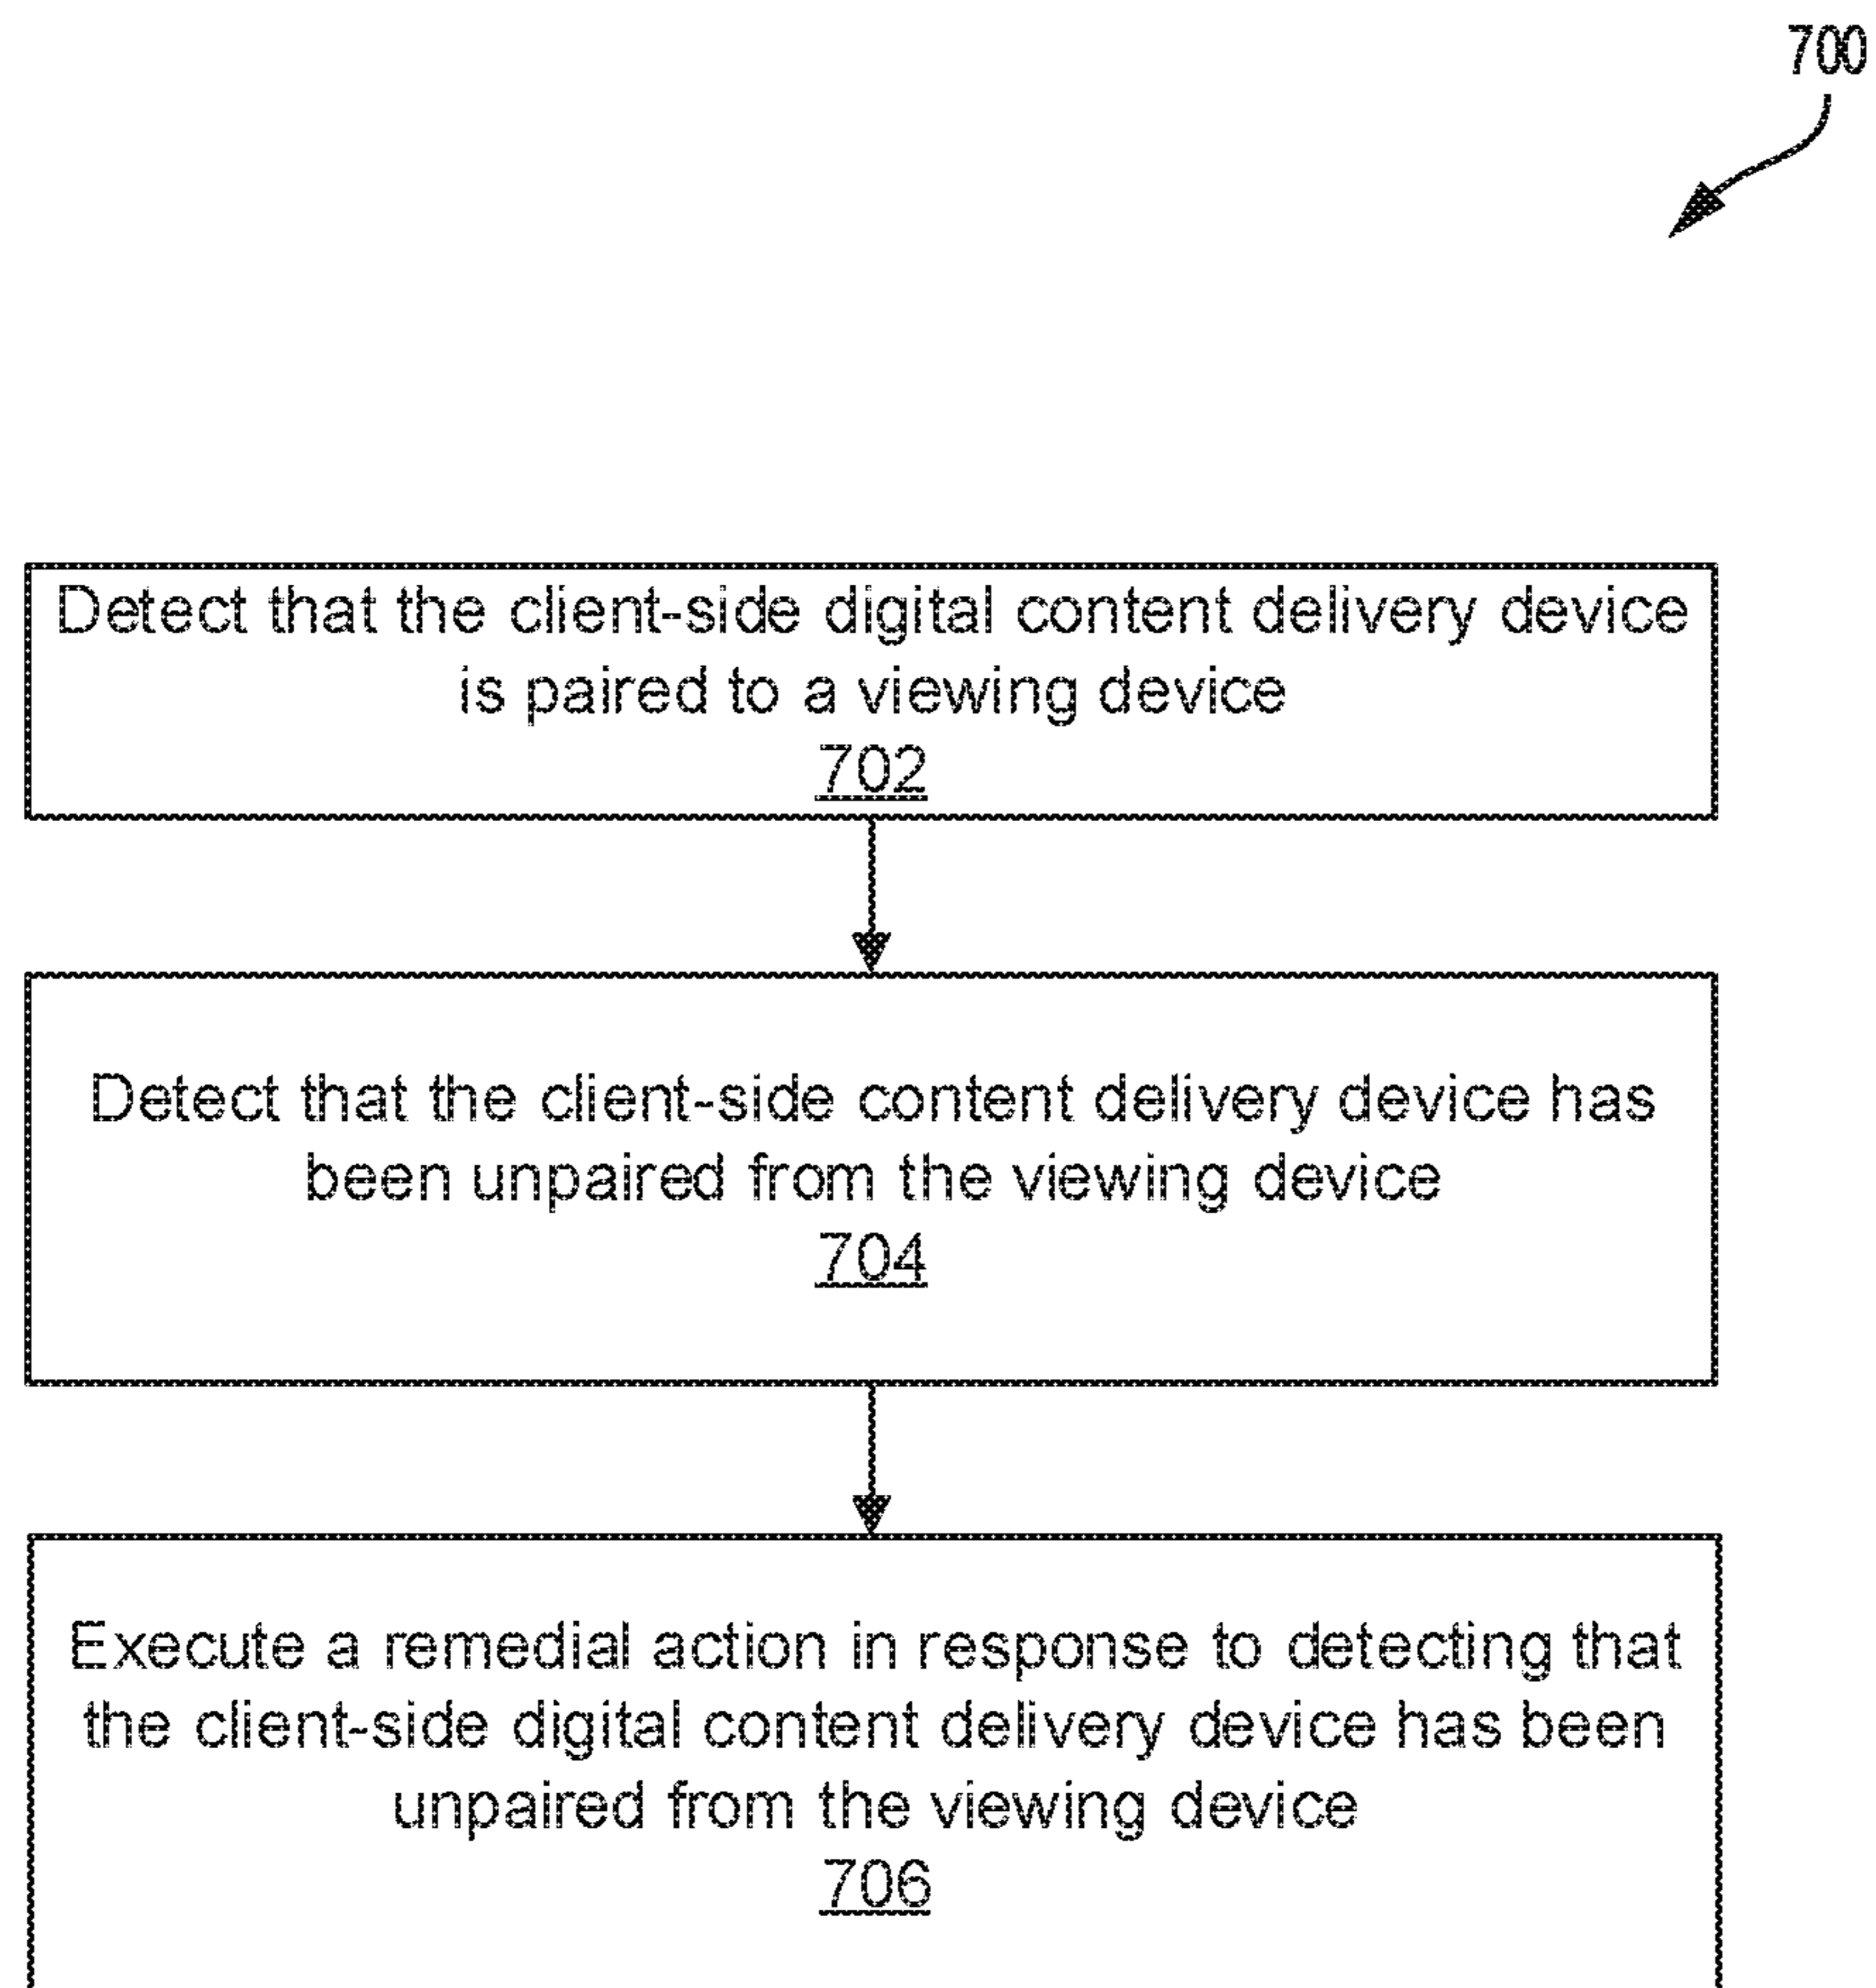 700
Detect that the client-side digital content delivery device
is paired to a viewing device
702
Detect that the client-side content delivery device has
been unpaired from the viewing device
704
Execute a remedial action in response to detecting that
the client-side digital content delivery device has been
unpaired from the viewing device
706